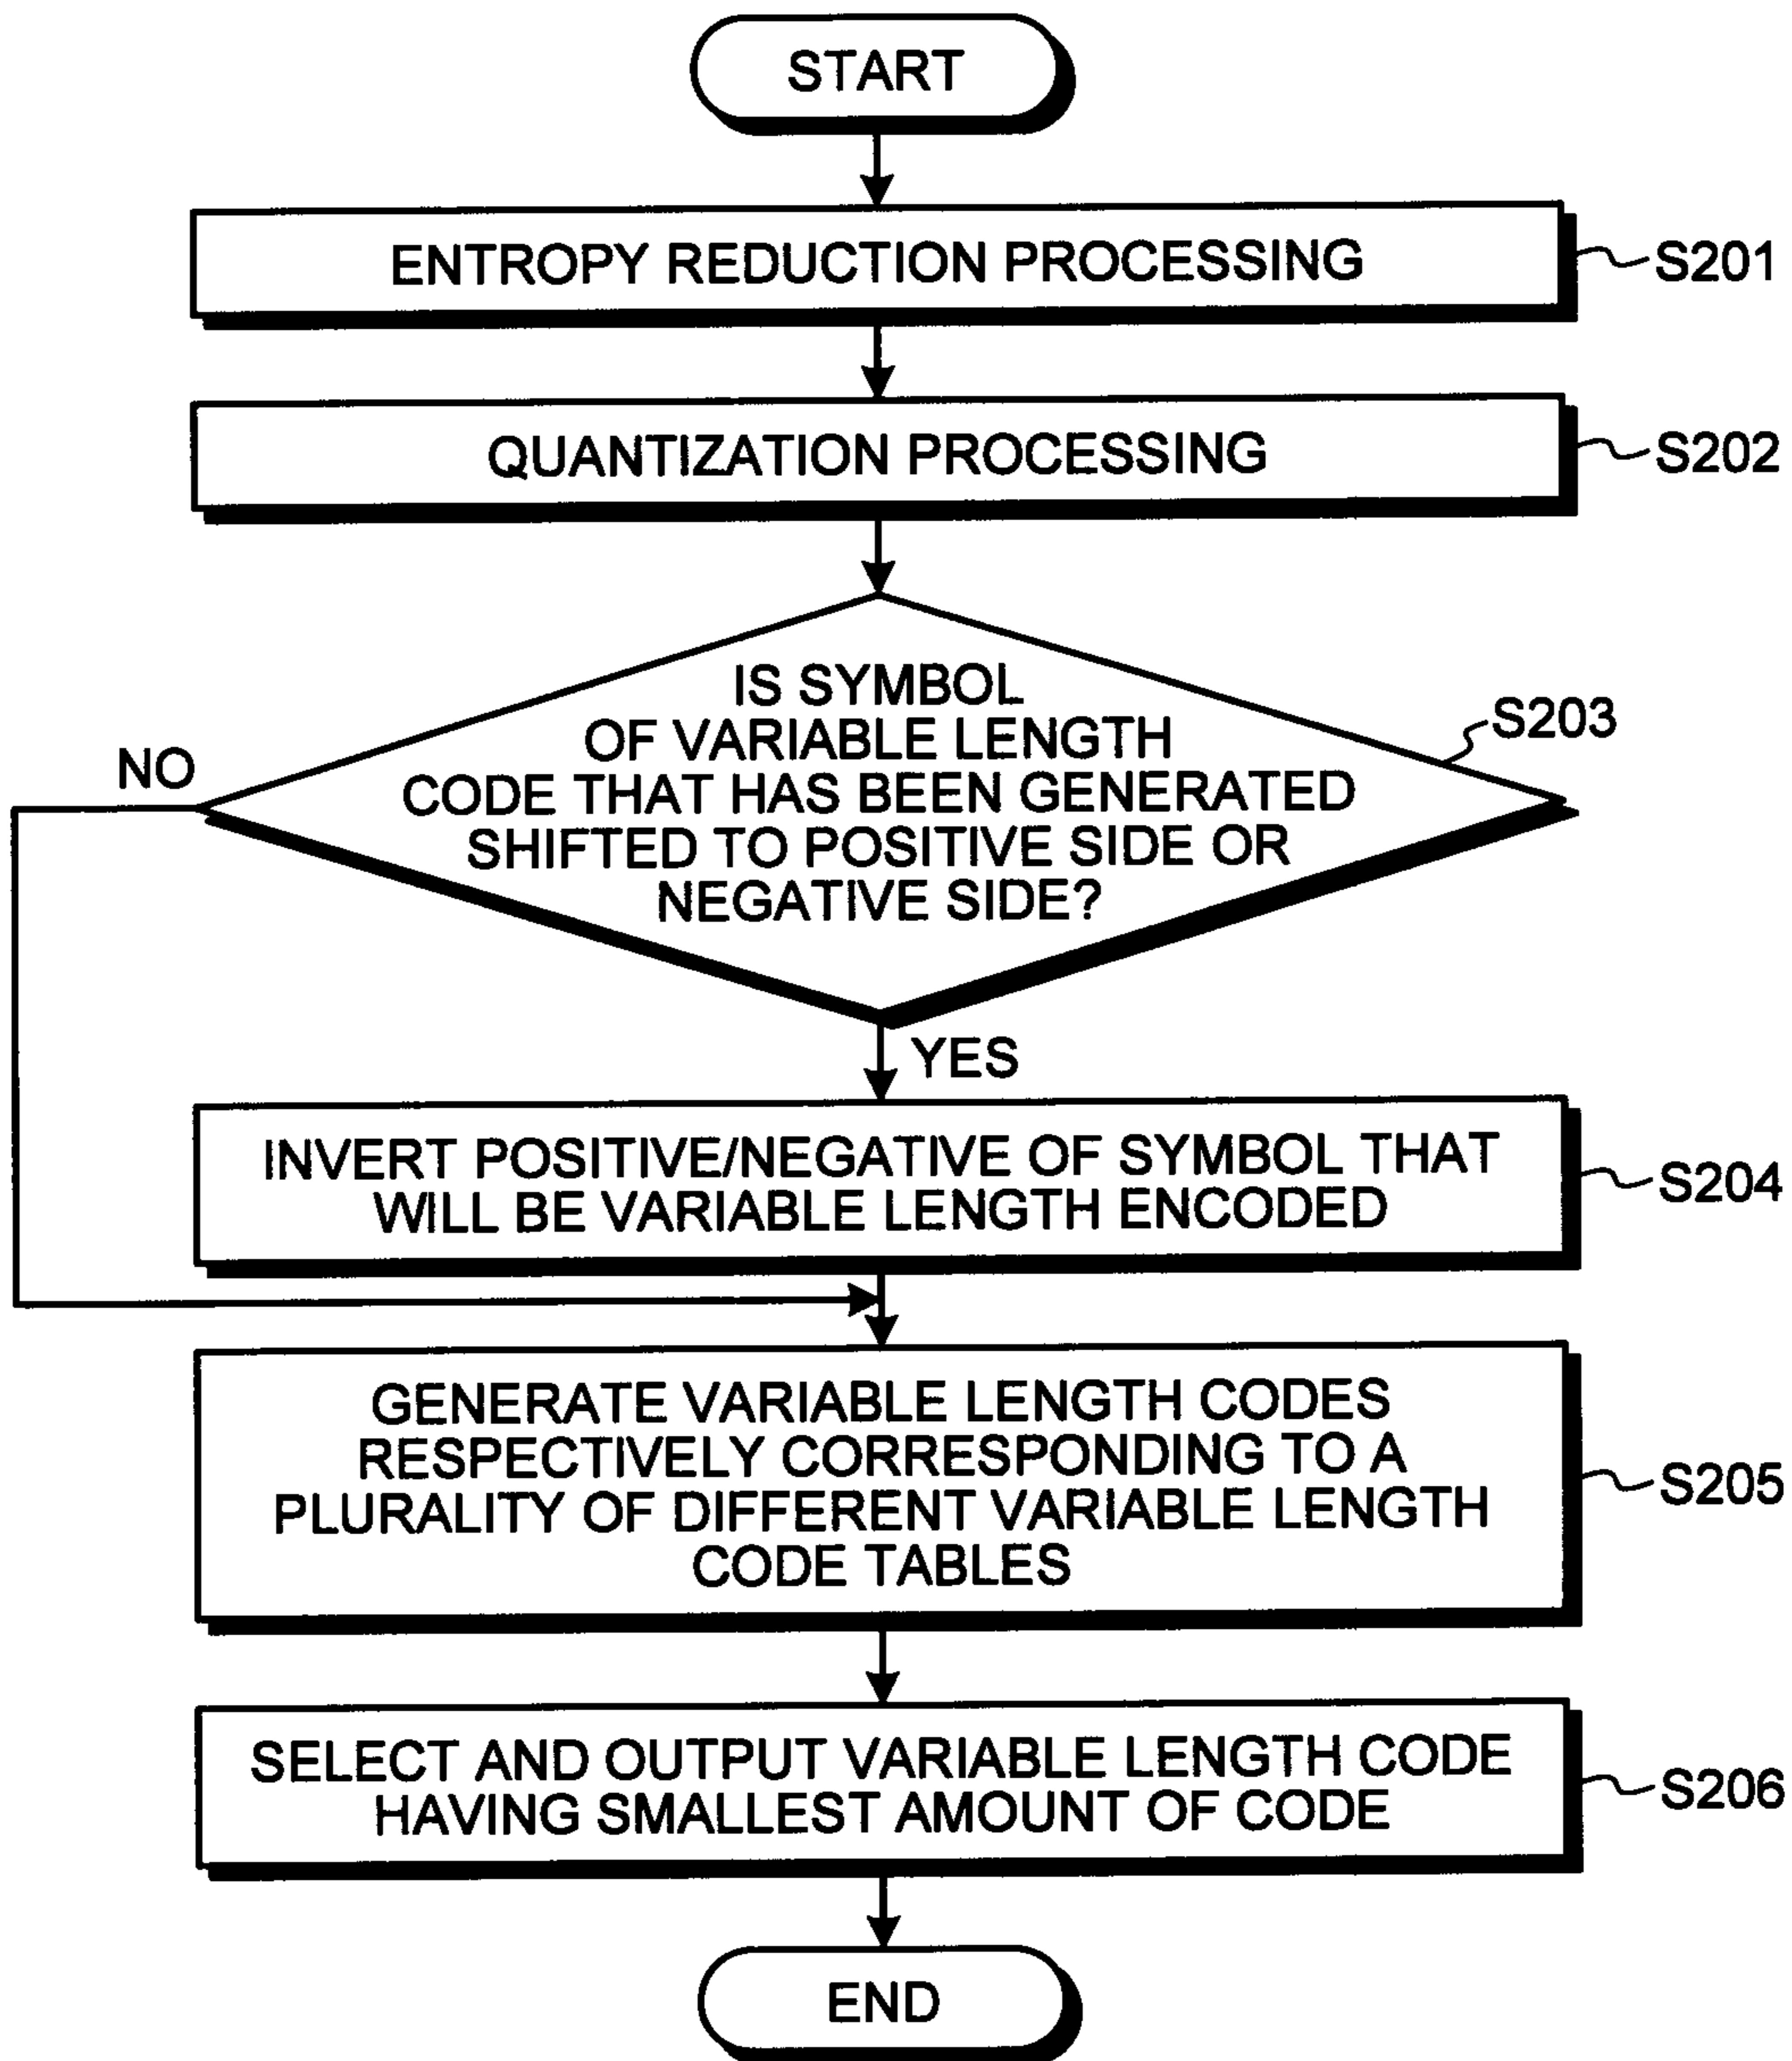 START
ENTROPY REDUCTION PROCESSING
S201
QUANTIZATION PROCESSING
S202
IS SYMBOL
OF VARIABLE LENGTH
CODE THAT HAS BEEN GENERATED
SHIFTED TO POSITIVE SIDE OR
NEGATIVE SIDE?
S203
NO
YES
INVERT POSITIVE/NEGATIVE OF SYMBOL THAT
WILL BE VARIABLE LENGTH ENCODED
S204
GENERATE VARIABLE LENGTH CODES
RESPECTIVELY CORRESPONDING TO A
PLURALITY OF DIFFERENT VARIABLE LENGTH
CODE TABLES
S205
SELECT AND OUTPUT VARIABLE LENGTH CODE
HAVING SMALLEST AMOUNT OF CODE
S206
END